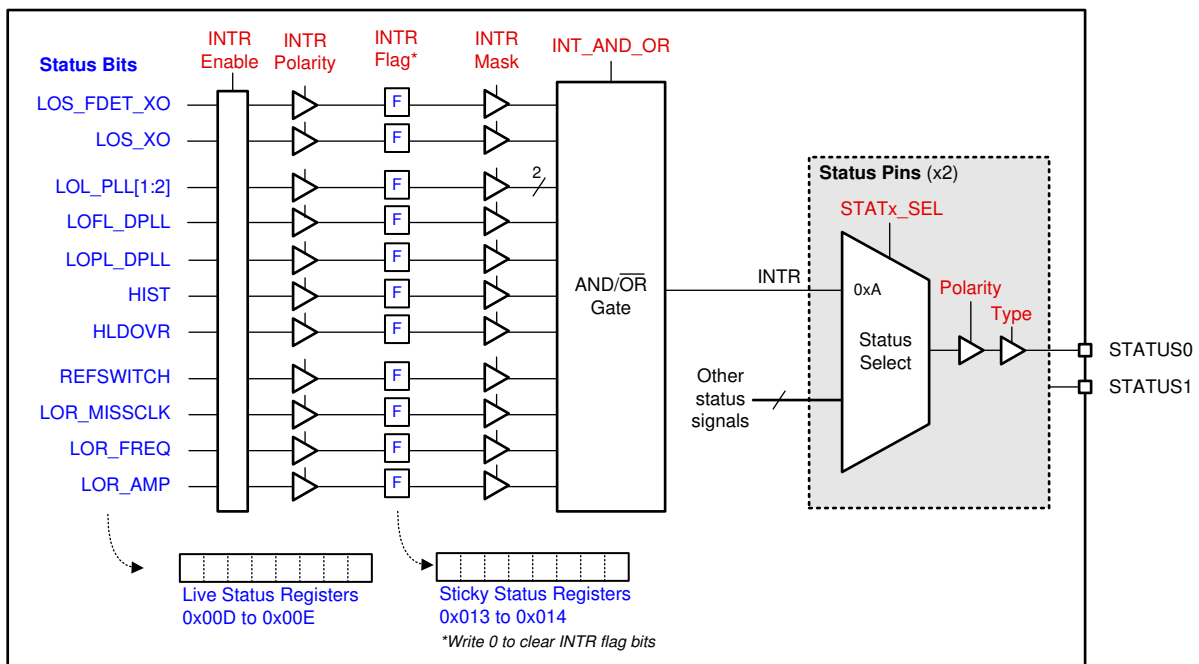 Status Bits
INTR
Enable
INTR
Polarity
INTR
Flag*
INTR
Mask
INT_AND_OR
LOS_FDET_XO
LOS_XO
LOL_PLL[1:2]
LOFL_DPLL
LOPL_DPLL
HIST
HLDOVR
REFSWITCH
LOR_MISSCLK
LOR_FREQ
LOR_AMP
F
F
F
F
F
F
F
F
F
F
F
2
AND/OR
Gate
INTR
Status Pins (x2)
STATx_SEL
0xA
Status
Select
Polarity
Type
Other
status
signals
STATUS0
STATUS1
Live Status Registers
0x00D to 0x00E
Sticky Status Registers
0x013 to 0x014
*Write 0 to clear INTR flag bits